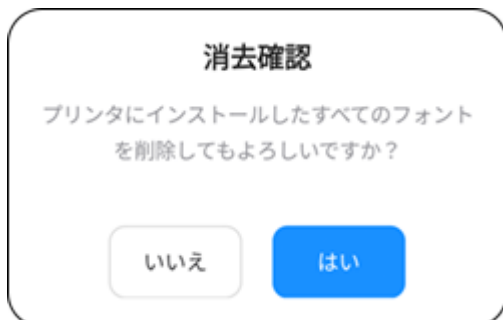 消去確認
プリンタにインストールしたすべてのフォント
を削除してもよろしいですか？
いいえ
はい